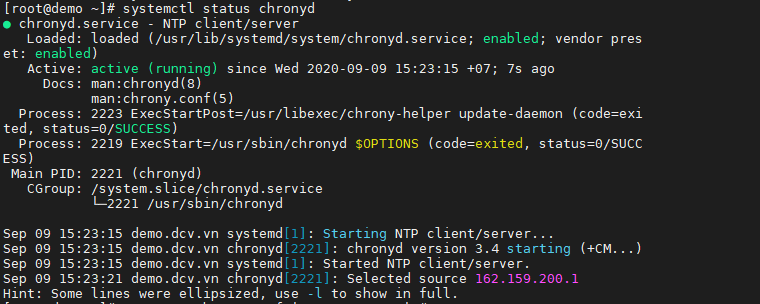 [root@demo ~]# systemctl status chronyd
● chronyd.service - NTP client/server
   Loaded: loaded (/usr/lib/systemd/system/chronyd.service; enabled; vendor pres
et: enabled)
   Active: active (running) since Wed 2020-09-09 15:23:15 +07; 7s ago
     Docs: man:chronyd(8)
           man:chrony.conf(5)
  Process: 2223 ExecStartPost=/usr/libexec/chrony-helper update-daemon (code=exi
ted, status=0/SUCCESS)
  Process: 2219 ExecStart=/usr/sbin/chronyd $OPTIONS (code=exited, status=0/SUCC
ESS)
 Main PID: 2221 (chronyd)
   CGroup: /system.slice/chronyd.service
           └─2221 /usr/sbin/chronyd

Sep 09 15:23:15 demo.dcv.vn systemd[1]: Starting NTP client/server...
Sep 09 15:23:15 demo.dcv.vn chronyd[2221]: chronyd version 3.4 starting (+CM...)
Sep 09 15:23:15 demo.dcv.vn systemd[1]: Started NTP client/server.
Sep 09 15:23:21 demo.dcv.vn chronyd[2221]: Selected source 162.159.200.1
Hint: Some lines were ellipsized, use -l to show in full.